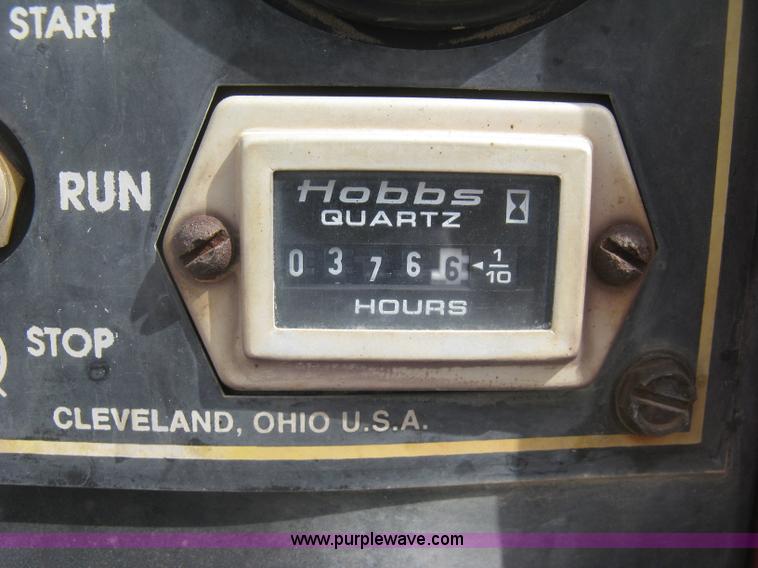 START
RUN
Hobbs
QUARTZ
0 3 7 6 6 1/10
HOURS
STOP
CLEVELAND, OHIO U.S.A.
www.purplewave.com